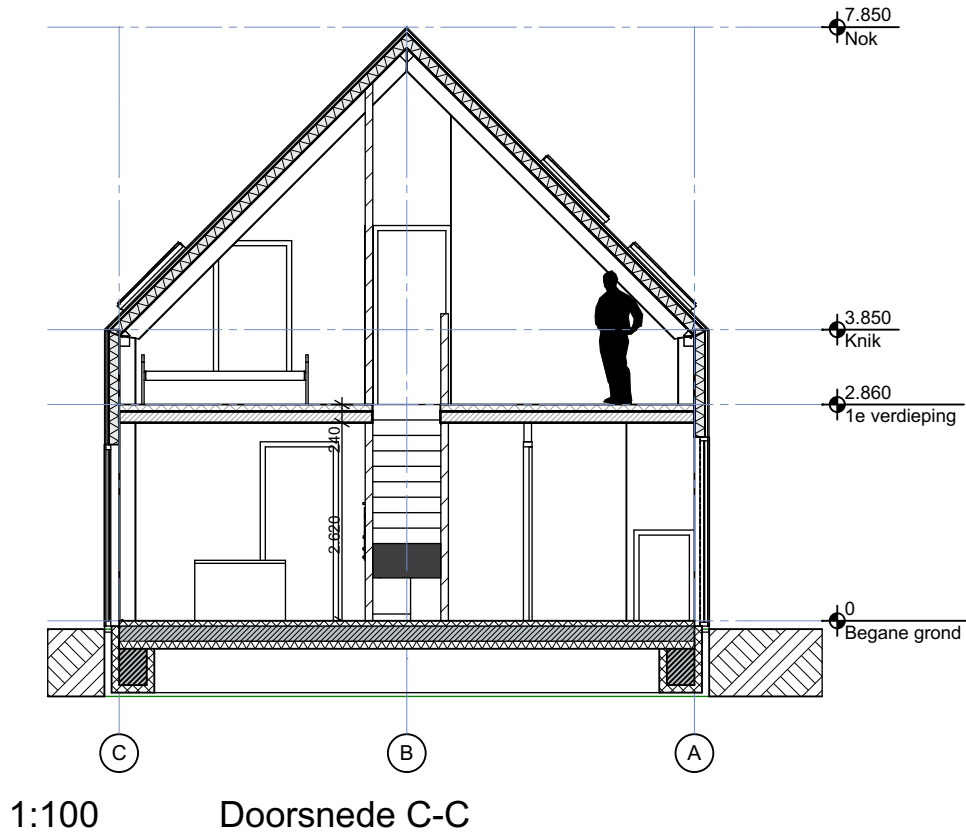 7.850
Nok
3.850
Knik
2.860
1e verdieping
240
2.620
0
Begane grond
C
B
A
1:100 Doorsnede C-C